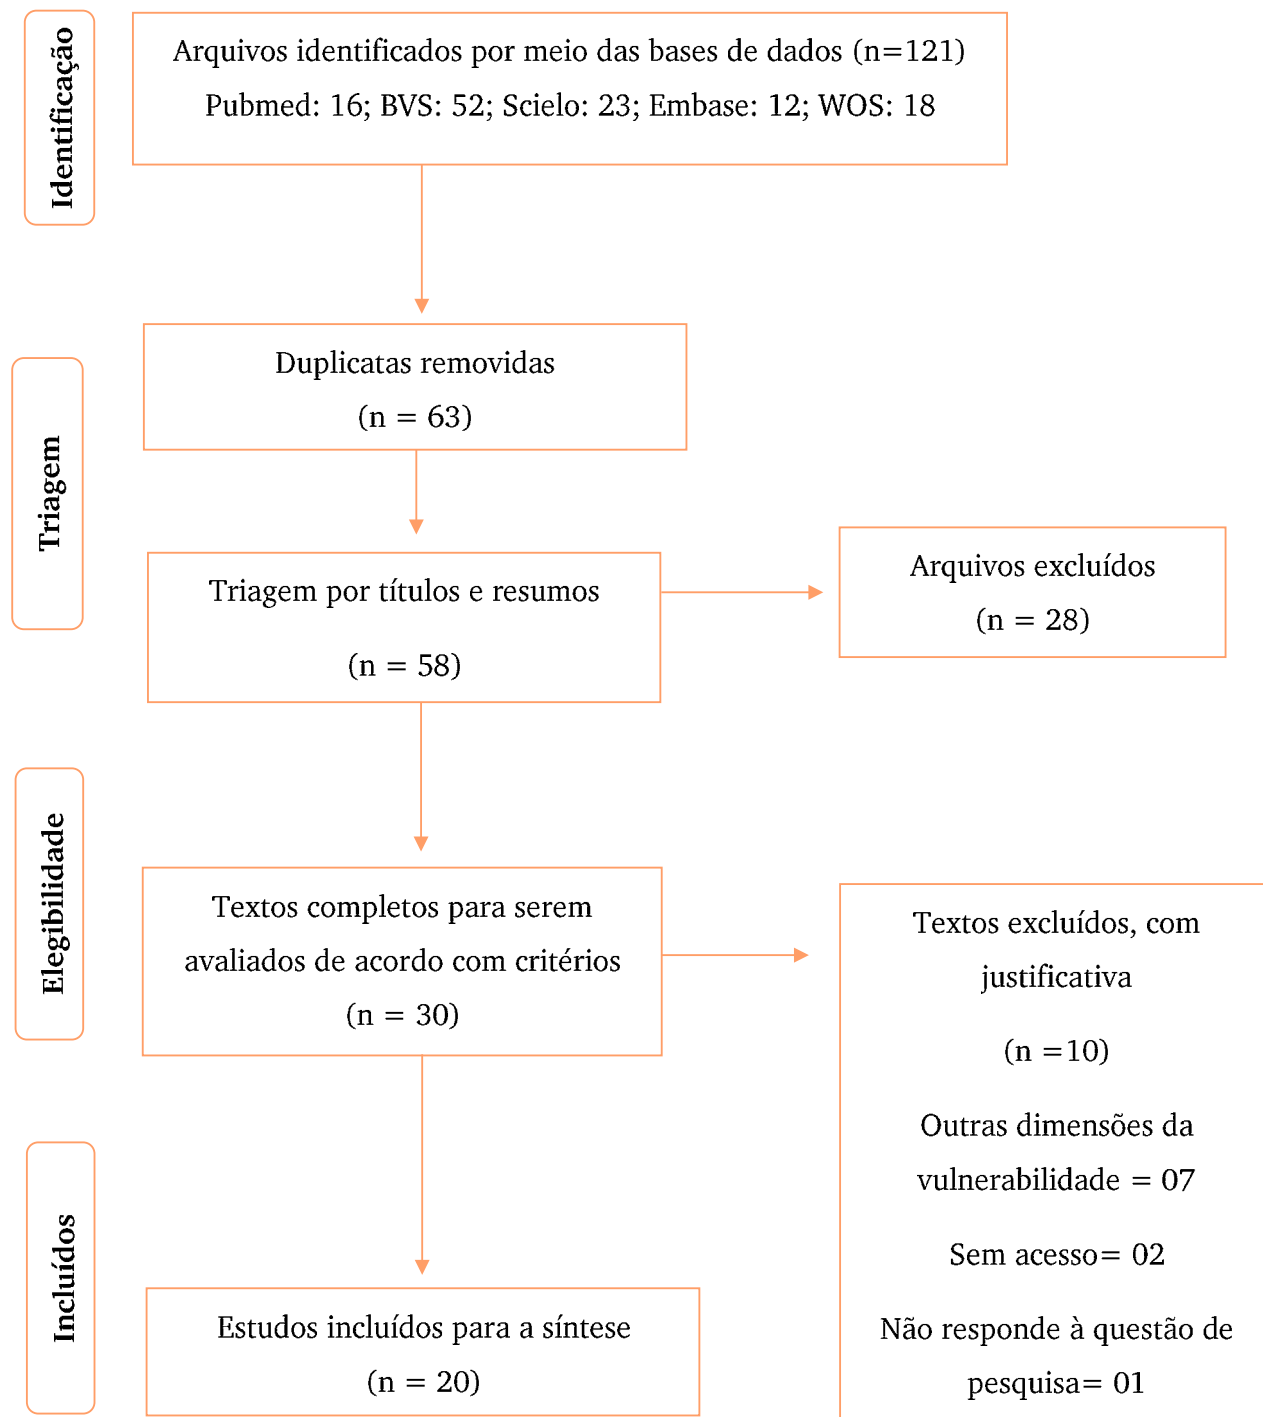 Identificação
Arquivos identificados por meio das bases de dados (n=121)
Pubmed: 16; BVS: 52; Scielo: 23; Embase: 12; WOS: 18
Triagem
Duplicatas removidas
(n = 63)
Triagem por títulos e resumos
(n = 58)
Arquivos excluídos
(n = 28)
Elegibilidade
Textos completos para serem
avaliados de acordo com critérios
(n = 30)
Textos excluídos, com
justificativa
(n =10)
Outras dimensões da
vulnerabilidade = 07
Sem acesso= 02
Não responde à questão de
pesquisa= 01
Incluídos
Estudos incluídos para a síntese
(n = 20)